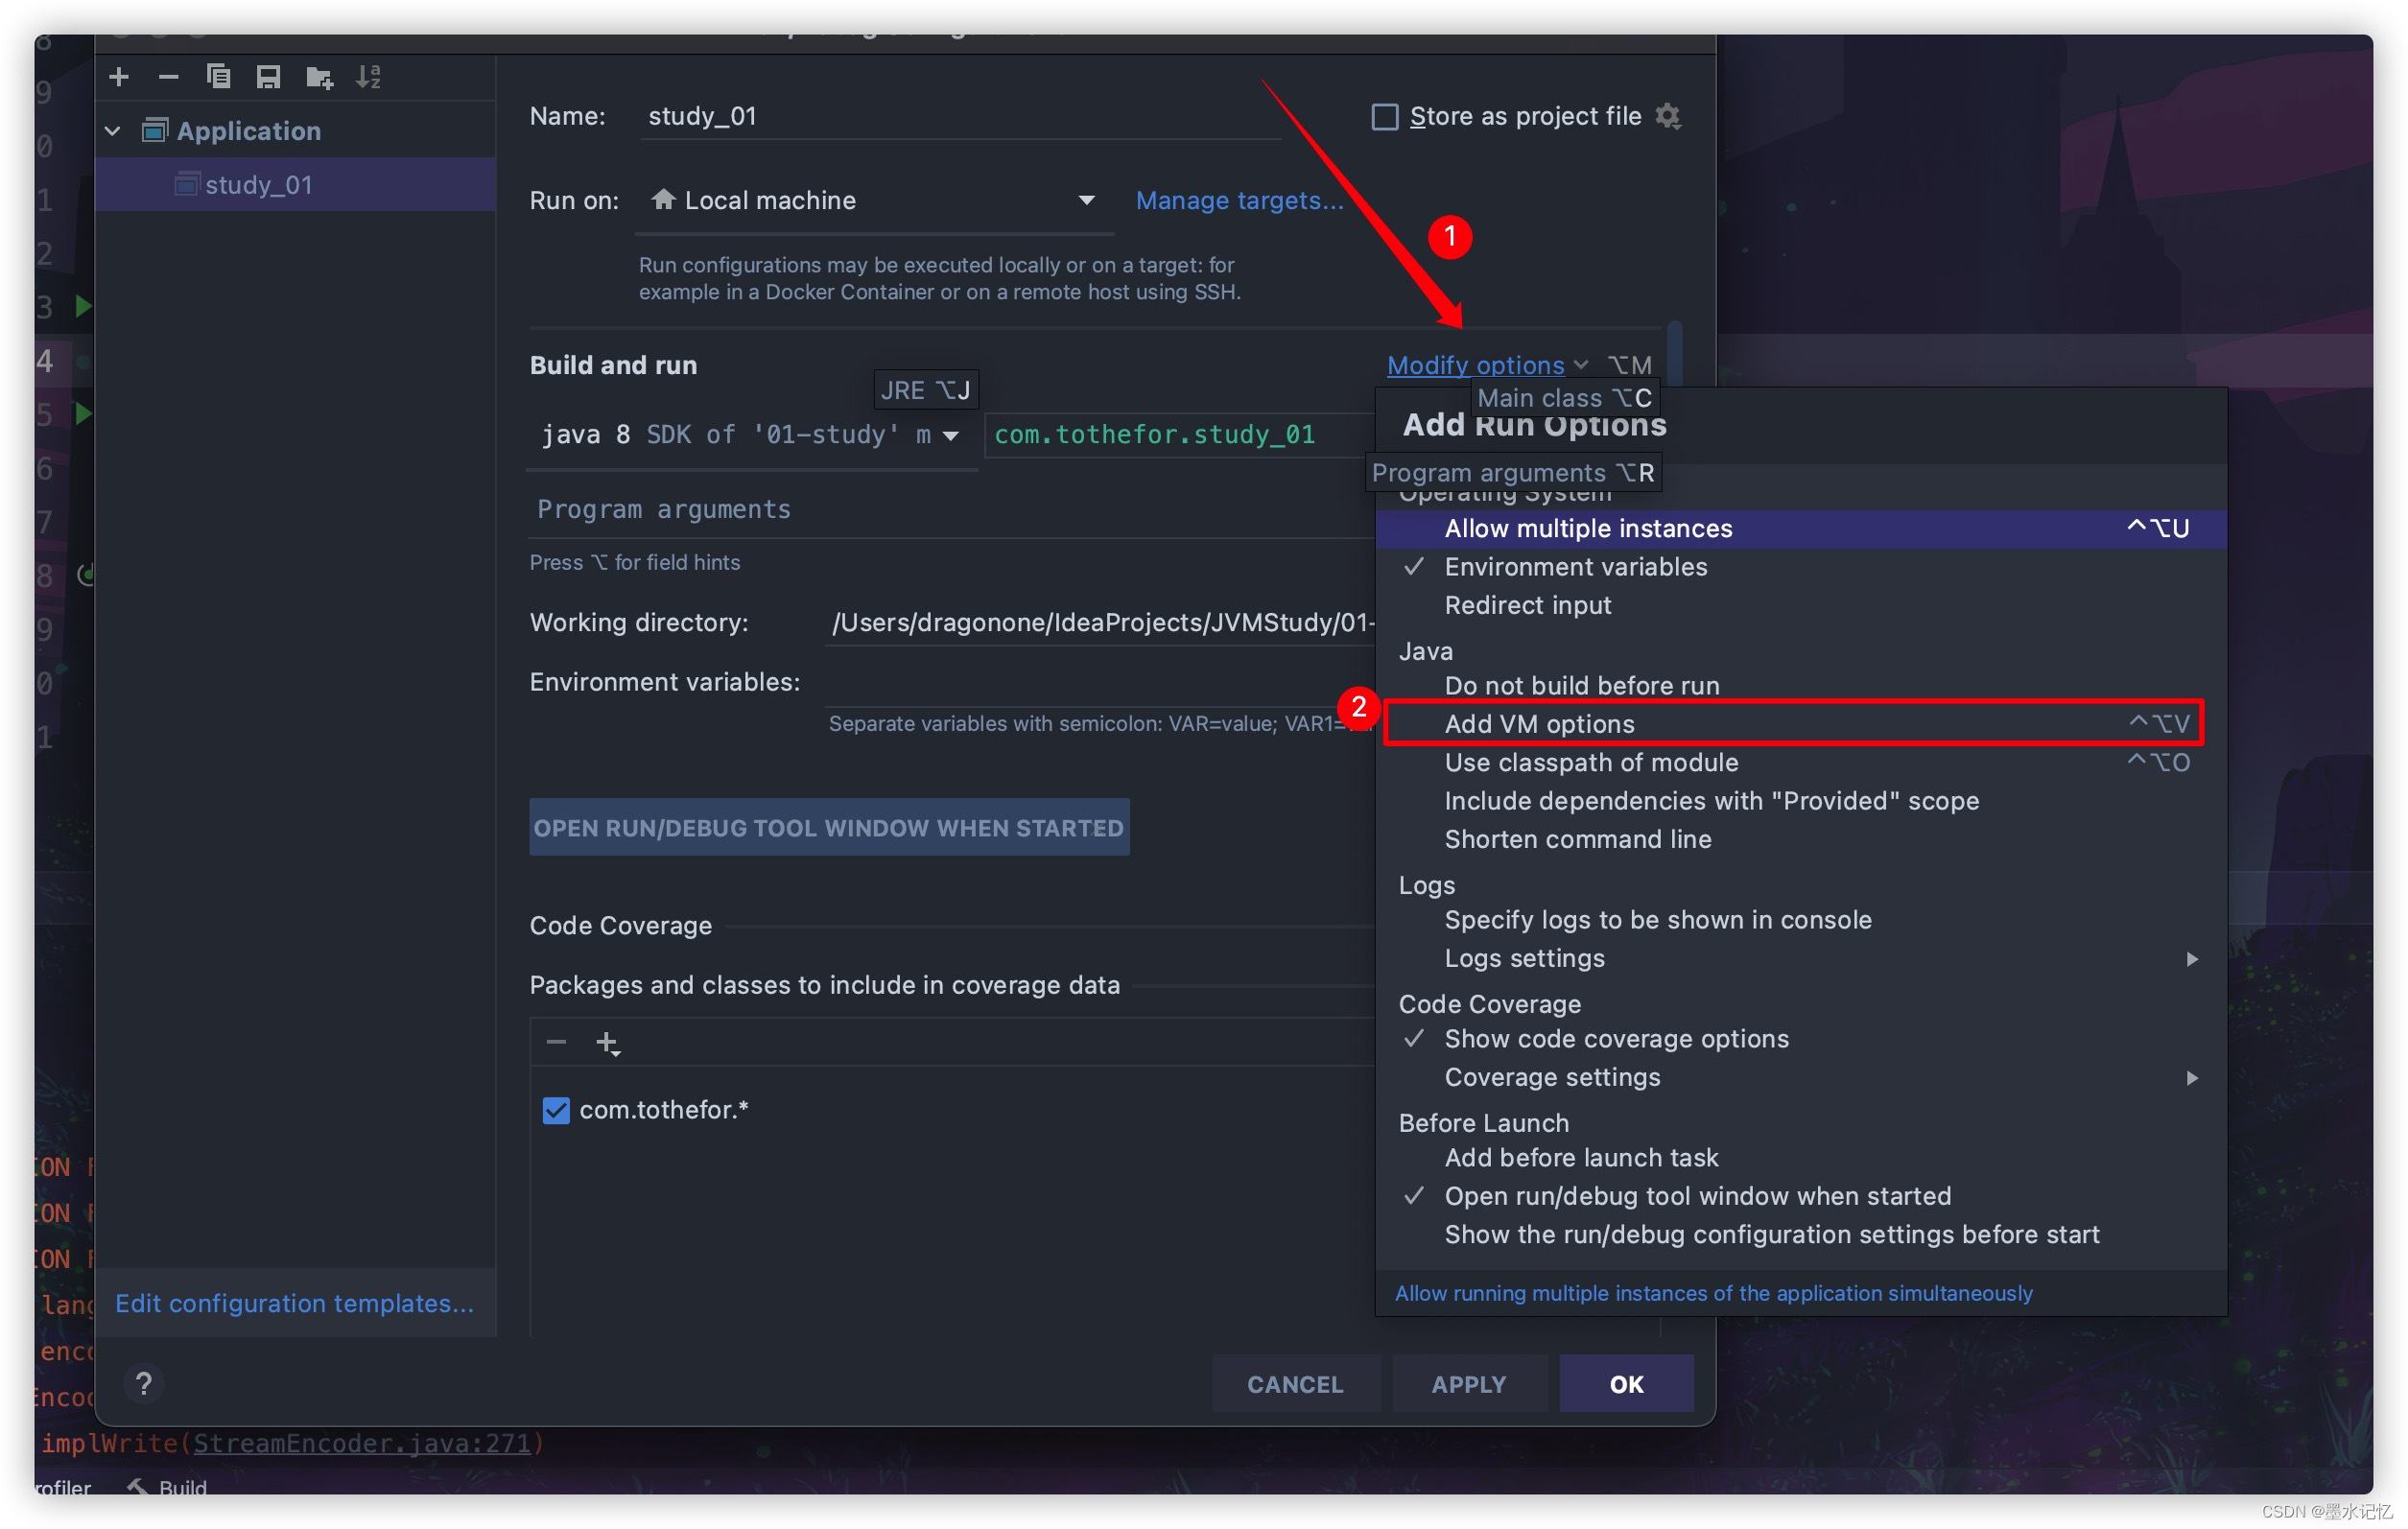 Name: study_01
Store as project file
Application
study_01
Run on: Local machine
Manage targets...
1
Run configurations may be executed locally or on a target: for
example in a Docker Container or on a remote host using SSH.
Build and run
Modify options ⌥M
JRE ⌥J
Main class ⌥C
java 8 SDK of '01-study' m
com.tothefor.study_01
Add Run Options
Program arguments ⌥R
Operating System
Program arguments
Press ⌥ for field hints
Allow multiple instances ^⌥U
Environment variables
Redirect input
Working directory: /Users/dragonone/IdeaProjects/JVMStudy/01-
Java
Environment variables:
Do not build before run
Separate variables with semicolon: VAR=value; VAR1=
2
Add VM options ^⌥V
Use classpath of module ^⌥O
Include dependencies with "Provided" scope
Shorten command line
OPEN RUN/DEBUG TOOL WINDOW WHEN STARTED
Logs
Specify logs to be shown in console
Logs settings
Code Coverage
Packages and classes to include in coverage data
Code Coverage
Show code coverage options
Coverage settings
com.tothefor.*
Before Launch
Add before launch task
Open run/debug tool window when started
Show the run/debug configuration settings before start
Allow running multiple instances of the application simultaneously
Edit configuration templates...
?
CANCEL
APPLY
OK
8
9
0
1
2
3
4
5
6
7
8
9
0
1
ION
ION
ION
lang
enco
Encod
implWrite(StreamEncoder.java:271)
rofiler
Build
CSDN @墨水记忆